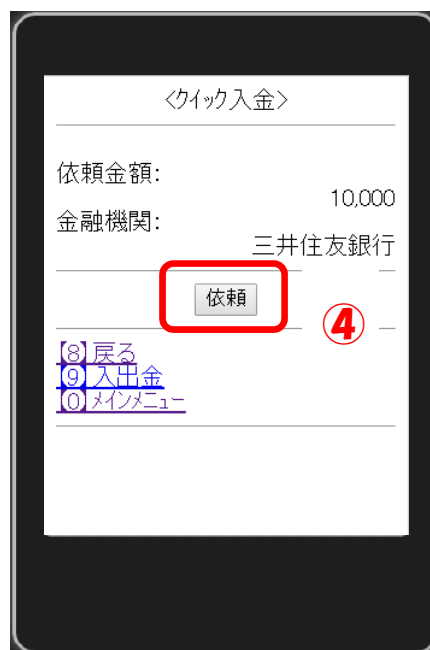 <クイック入金>
依頼金額:
10,000
金融機関:
三井住友銀行
依頼
④
[8]戻る
[9]入出金
[0]メインメニュー